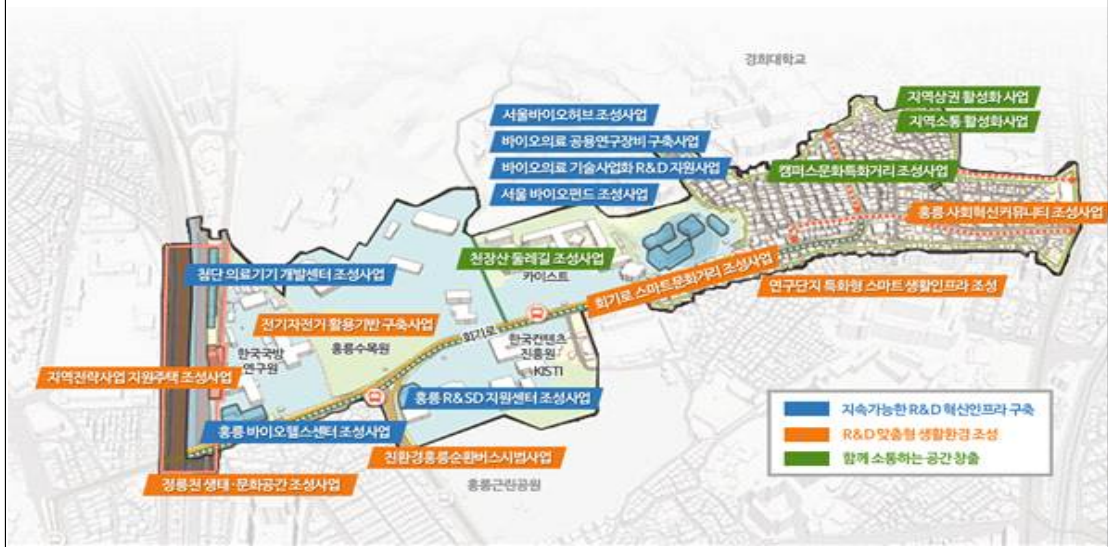 경희대학교
지역상권 활성화 사업
지역소통 활성화사업
서울바이오허브 조성사업
바이오의료 공용연구장비 구축사업
바이오의료 기술사업화 R&D 지원사업
서울 바이오펀드 조성사업
캠퍼스문화특화거리 조성사업
홍릉 사회혁신커뮤니티 조성사업
천장산 둘레길 조성사업
카이스트
회기로 스마트문화거리 조성사업
연구단지 특화형 스마트 생활인프라 조성
첨단 의료기기 개발센터 조성사업
전기자전거 활용기반 구축사업
홍릉수목원
회기로
한국컨텐츠
진흥원
KISTI
한국국방
연구원
지역전략사업 지원주택 조성사업
홍릉 R&SD 지원센터 조성사업
홍릉 바이오헬스센터 조성사업
친환경홍릉순환버스시범사업
정릉천 생태·문화공간 조성사업
홍릉근린공원
지속가능한 R&D 혁신인프라 구축
R&D 맞춤형 생활환경 조성
함께 소통하는 공간 창출